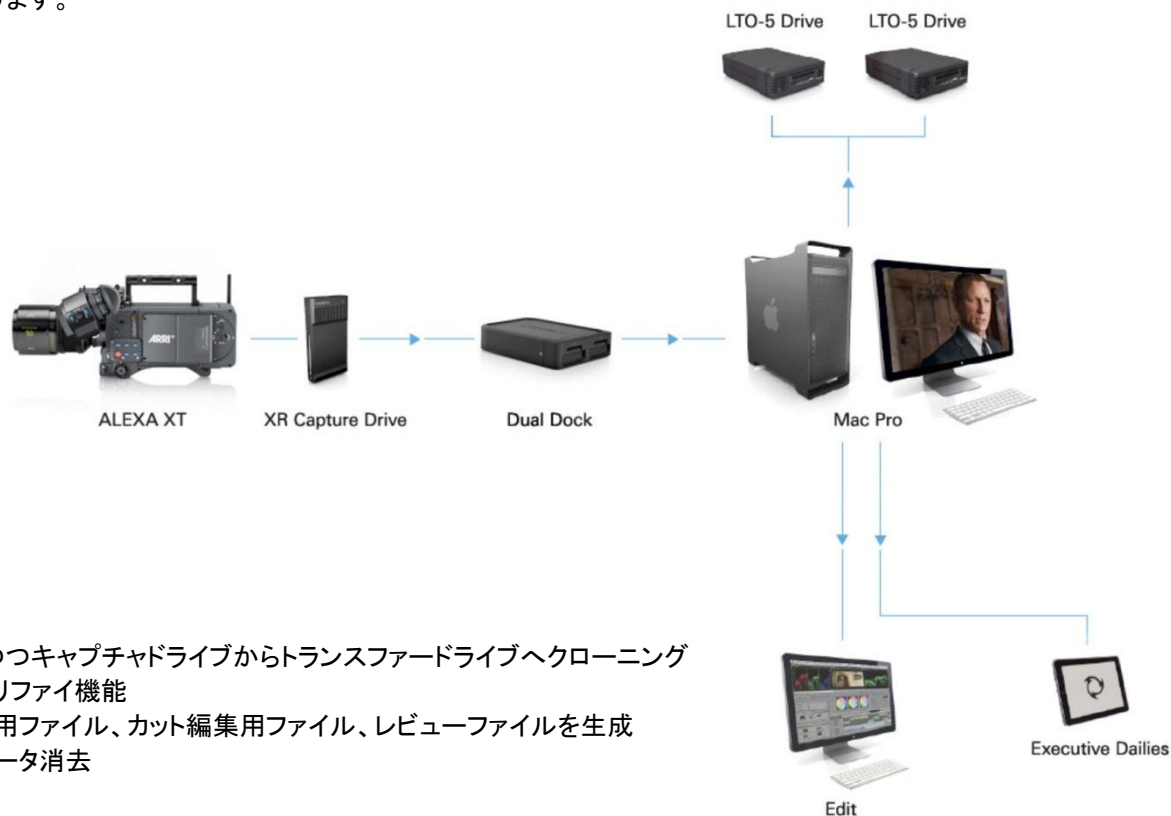 ます。
LTO-5 Drive
LTO-5 Drive
ARRI
ALEXA XT
XR Capture Drive
Dual Dock
Mac Pro
つつキャプチャドライブからトランスファードライブへクローニング
リファイ機能
用ファイル、カット編集用ファイル、レビューファイルを生成
ータ消去
Edit
Executive Dailies